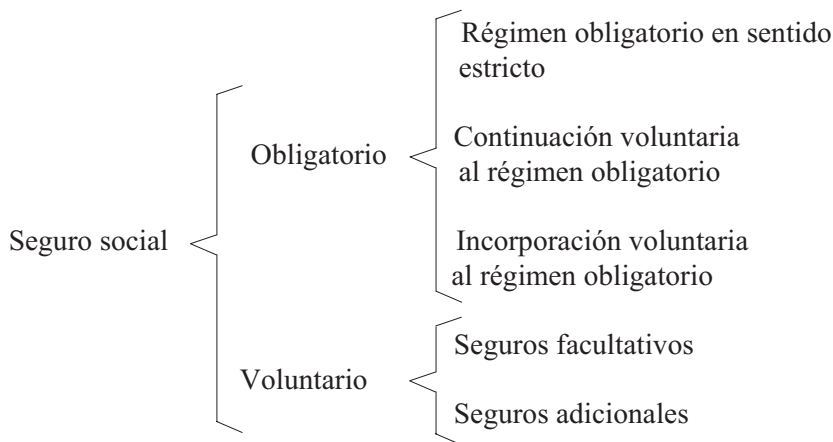 Seguro social
Obligatorio
Régimen obligatorio en sentido
estricto
Continuación voluntaria
al régimen obligatorio
Incorporación voluntaria
al régimen obligatorio
Voluntario
Seguros facultativos
Seguros adicionales